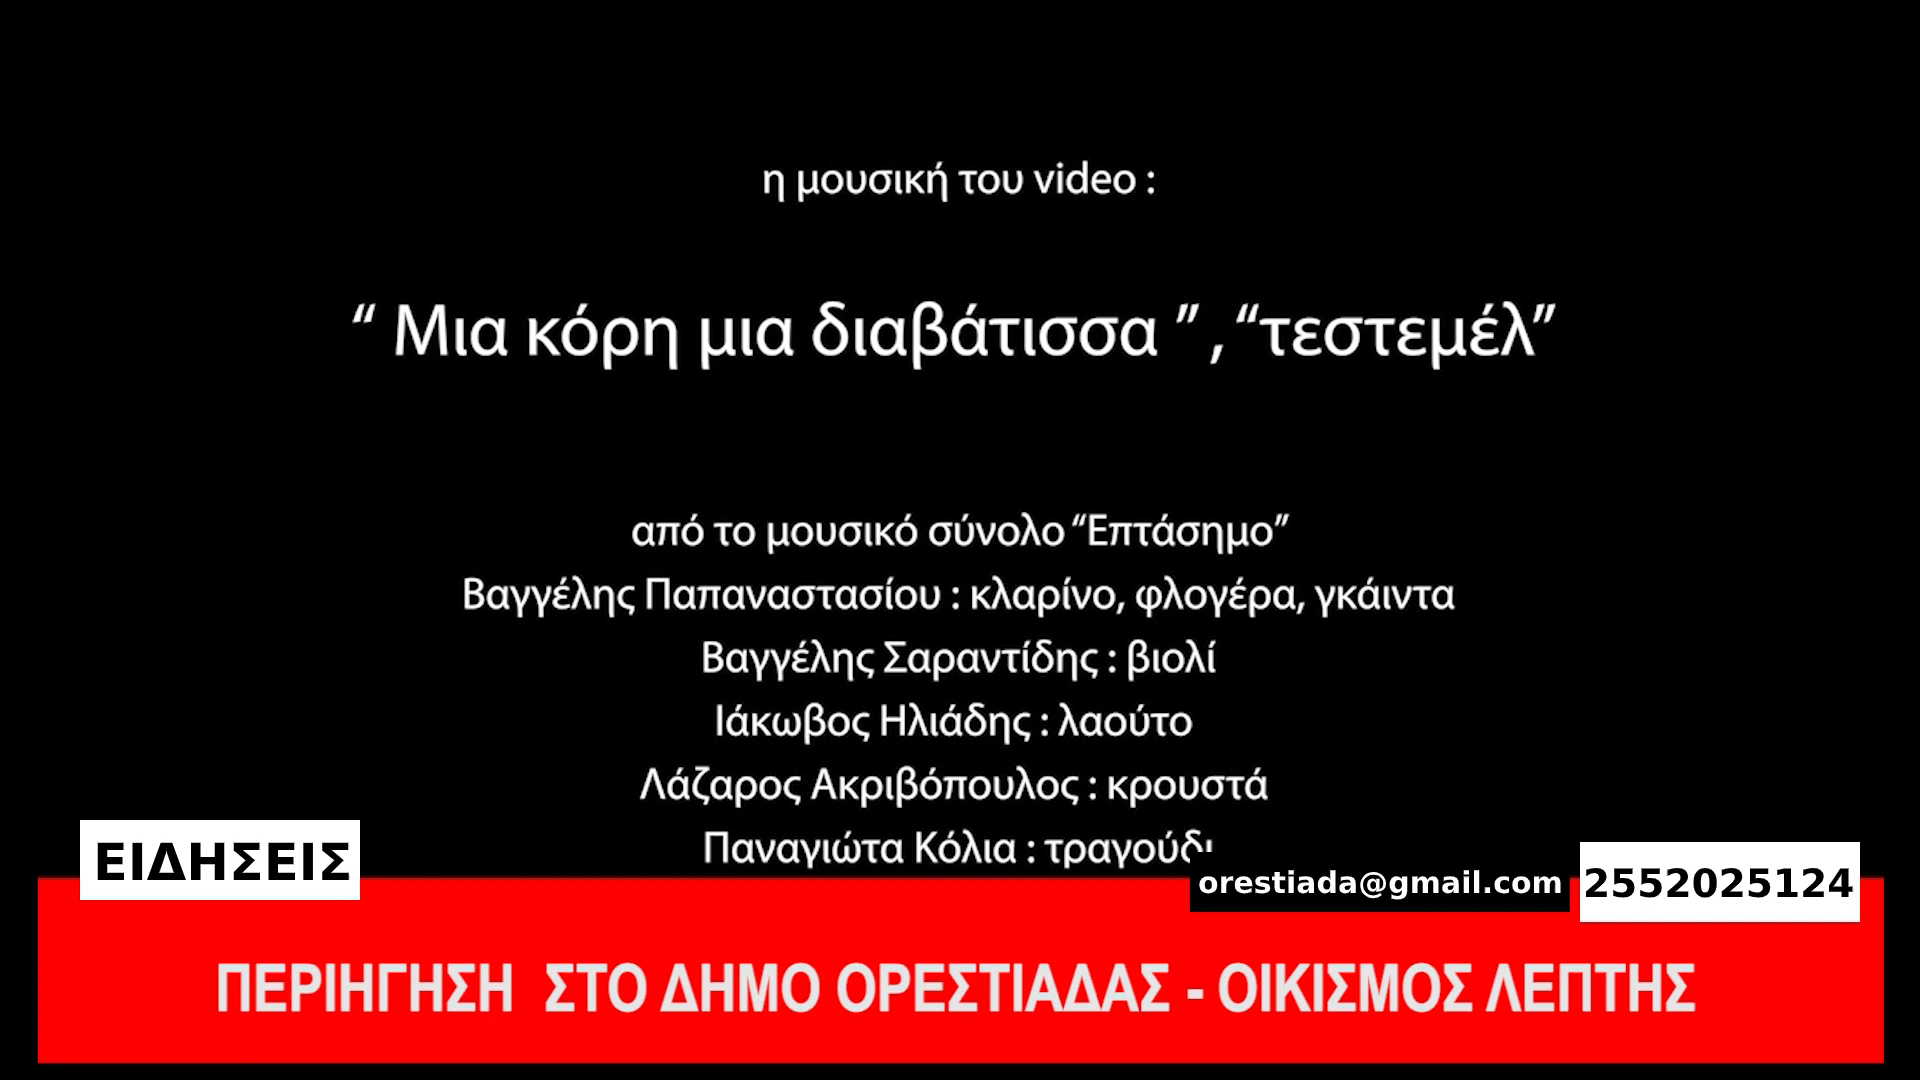 η μουσική του video :
“ Μια κόρη μια διαβάτισσα ” , “τεστεμέλ”
από το μουσικό σύνολο “Επτάσημο”
Βαγγέλης Παπαναστασίου : κλαρίνο, φλογέρα, γκάιντα
Βαγγέλης Σαραντίδης : βιολί
Ιάκωβος Ηλιάδης : λαούτο
Λάζαρος Ακριβόπουλος : κρουστά
Παναγιώτα Κόλια : τραγούδι
ΕΙΔΗΣΕΙΣ
orestiada@gmail.com
2552025124
ΠΕΡΙΗΓΗΣΗ ΣΤΟ ΔΗΜΟ ΟΡΕΣΤΙΑΔΑΣ - ΟΙΚΙΣΜΟΣ ΛΕΠΤΗΣ